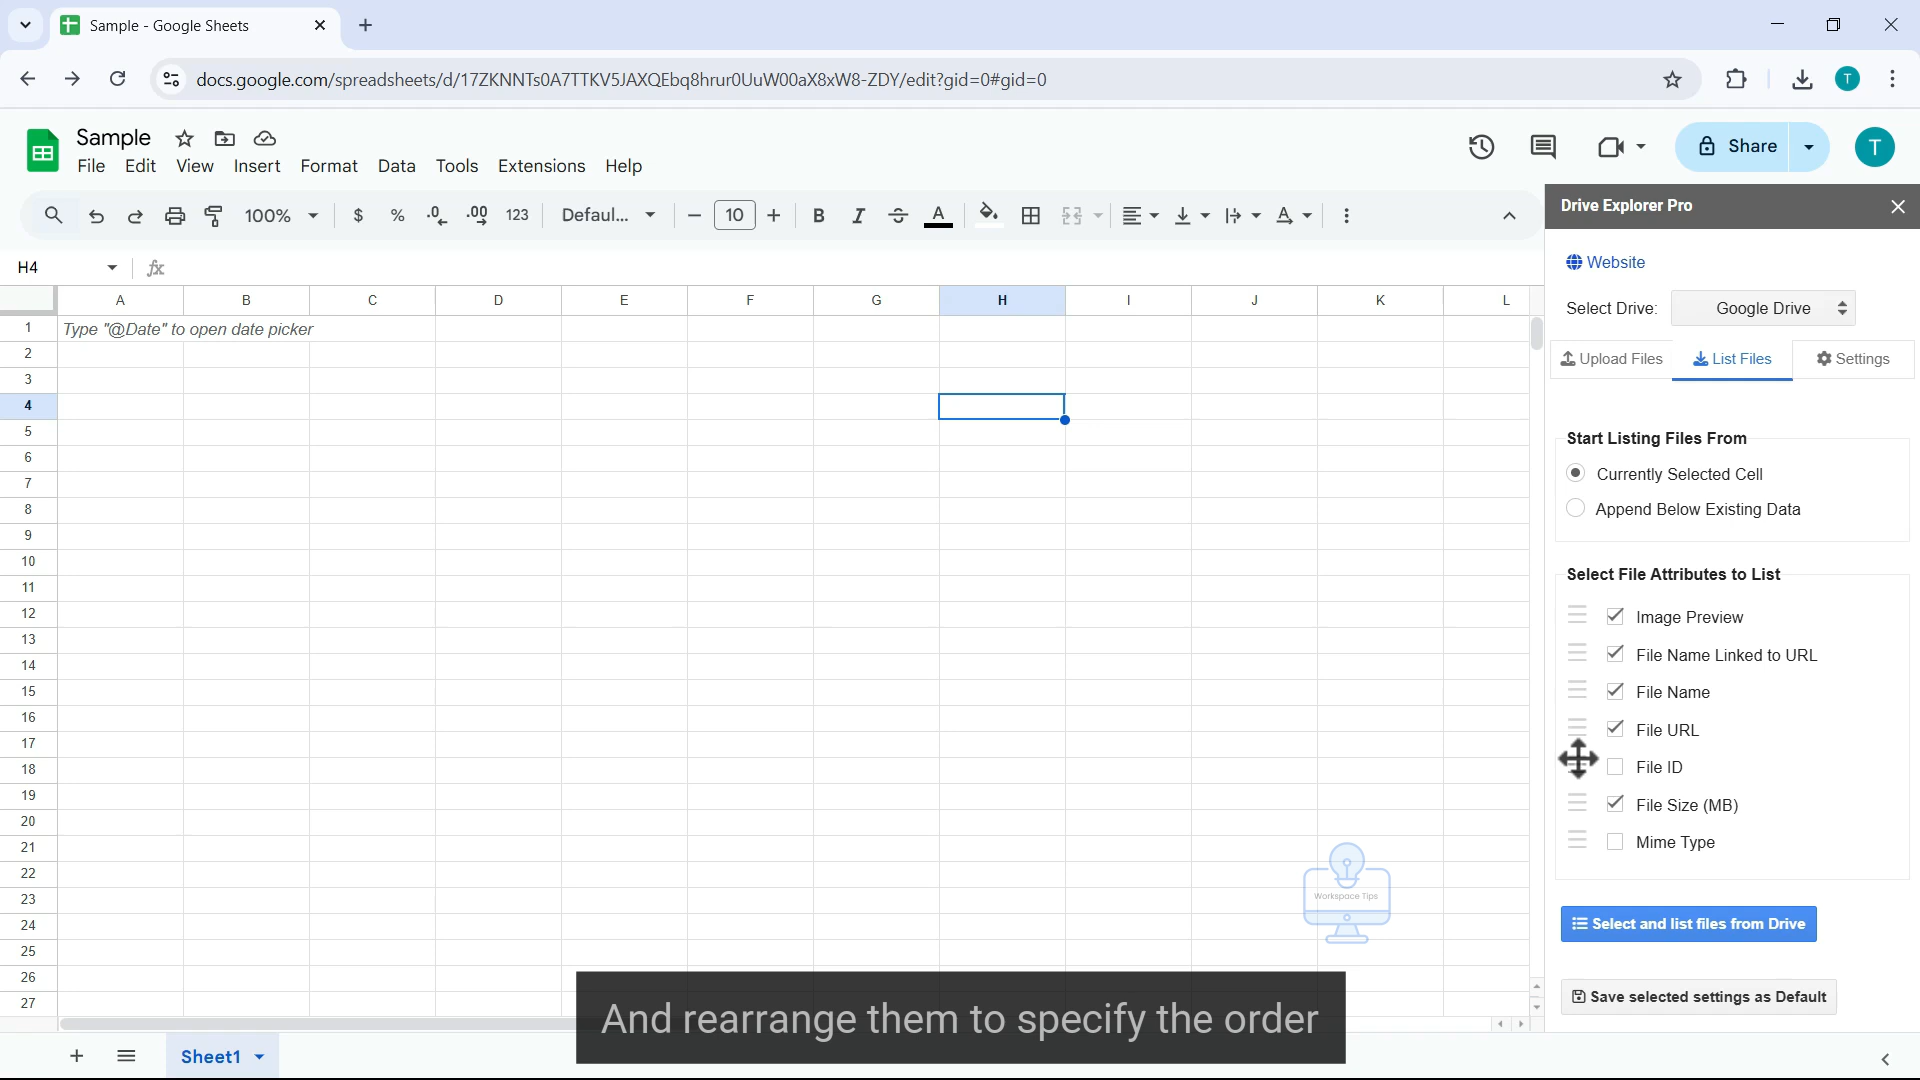 Sample - Google Sheets
docs.google.com/spreadsheets/d/17ZKNNTs0A7TTKV5JAXQEbq8hrur0UuW00aX8xW8-ZDY/edit?gid=0#gid=0
T
Sample
File Edit View Insert Format Data Tools Extensions Help
Share
T
100% $ % .0 .00 123 Defaul... 10 B I A
Drive Explorer Pro
H4 fx
Website
A B C D E F G H I J K L
1 Type "@Date" to open date picker
2
3
4
5
6
7
8
9
10
11
12
13
14
15
16
17
18
19
20
21
22
23
24
25
26
27
Select Drive: Google Drive
Upload Files List Files Settings
Start Listing Files From
Currently Selected Cell
Append Below Existing Data
Select File Attributes to List
Image Preview
File Name Linked to URL
File Name
File URL
File ID
File Size (MB)
Mime Type
Workspace Tips
Select and list files from Drive
Save selected settings as Default
And rearrange them to specify the order
Sheet1